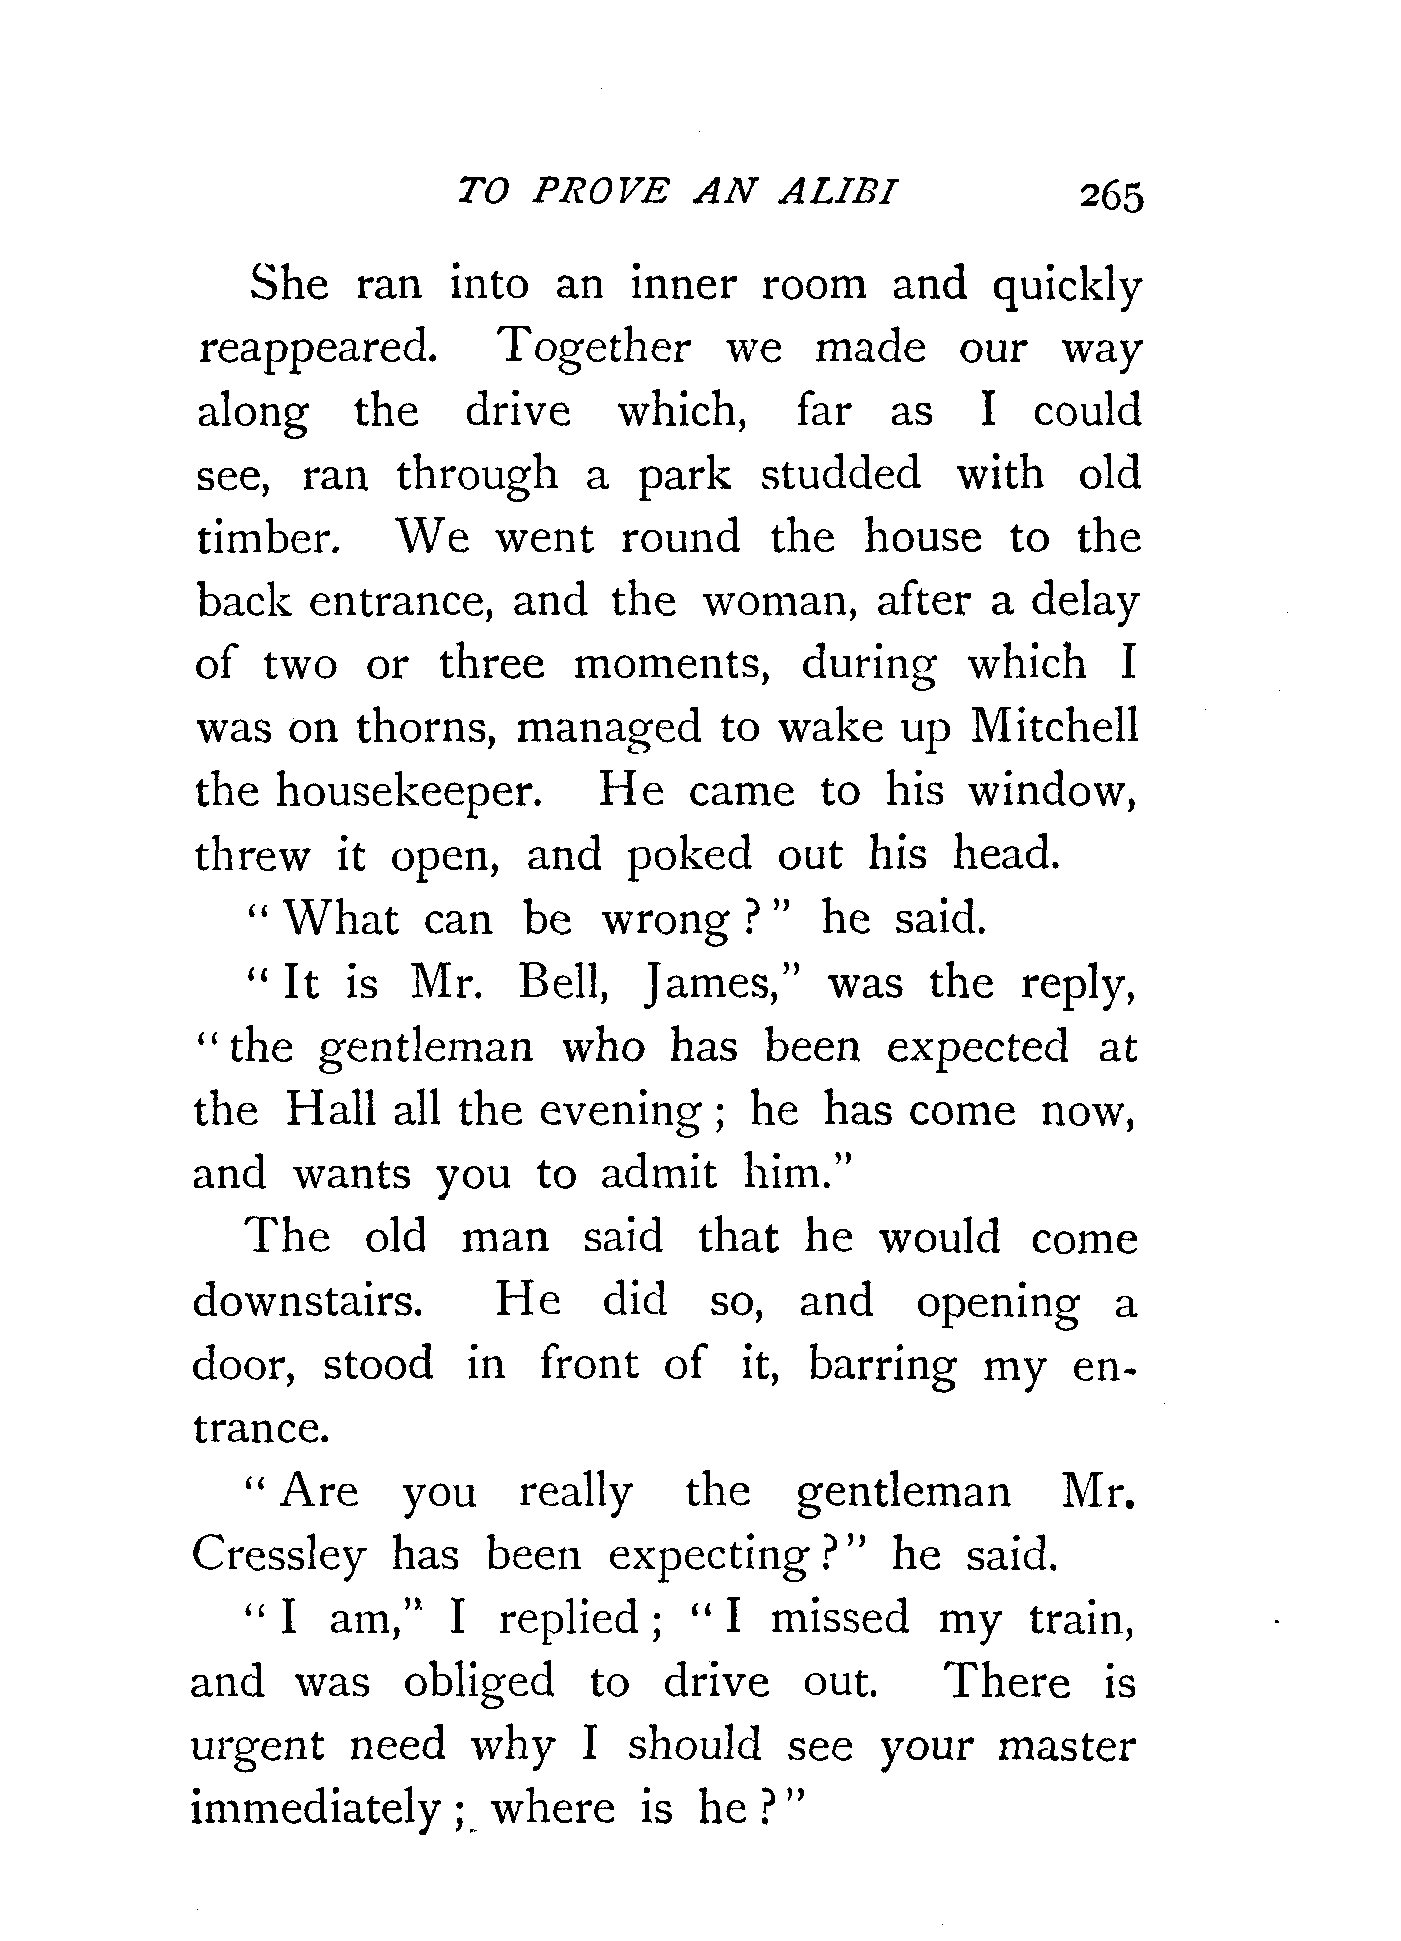 TO PROVE AN ALIBI 265
She ran into an inner room and quickly
reappeared. Together we made our way
along the drive which, far as I could
see, ran through a park studded with old
timber. We went round the house to the
back entrance, and the woman, after a delay
of two or three moments, during which I
was on thorns, managed to wake up Mitchell
the housekeeper. He came to his window,
threw it open, and poked out his head.
“What can be wrong?” he said.
“It is Mr. Bell, James,” was the reply,
“the gentleman who has been expected at
the Hall all the evening; he has come now,
and wants you to admit him.”
The old man said that he would come
downstairs. He did so, and opening a
door, stood in front of it, barring my en-
trance.
“Are you really the gentleman Mr.
Cressley has been expecting?” he said.
“I am,” I replied; “I missed my train,
and was obliged to drive out. There is
urgent need why I should see your master
immediately; where is he?”